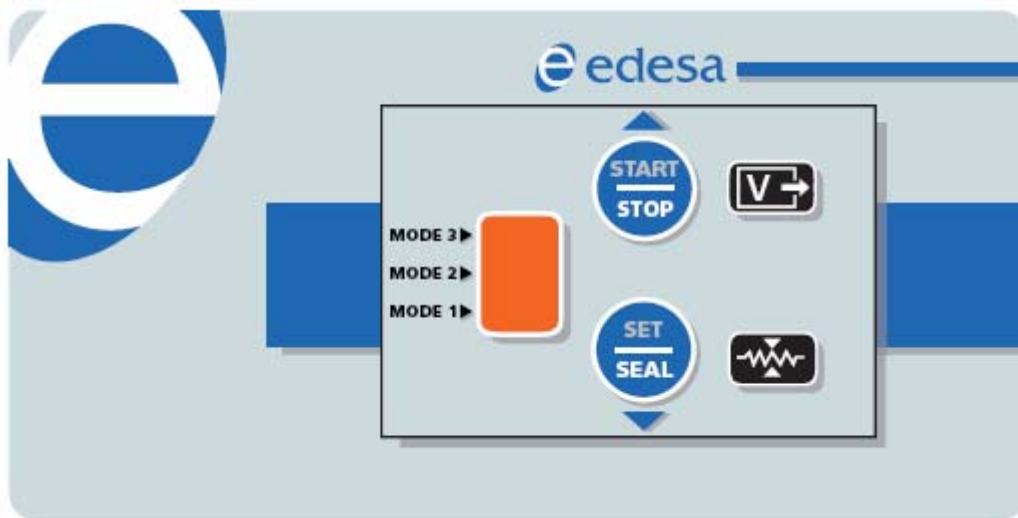 edesa
START
STOP
V
MODE 3
MODE 2
MODE 1
SET
SEAL